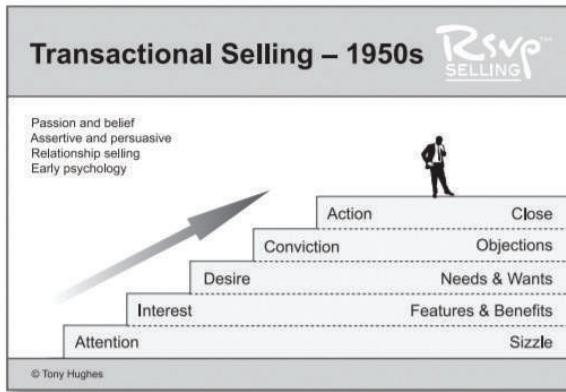 Transactional Selling – 1950s
Rsvp™
SELLING
Passion and belief
Assertive and persuasive
Relationship selling
Early psychology
Action Close
Conviction Objections
Desire Needs & Wants
Interest Features & Benefits
Attention Sizzle
© Tony Hughes